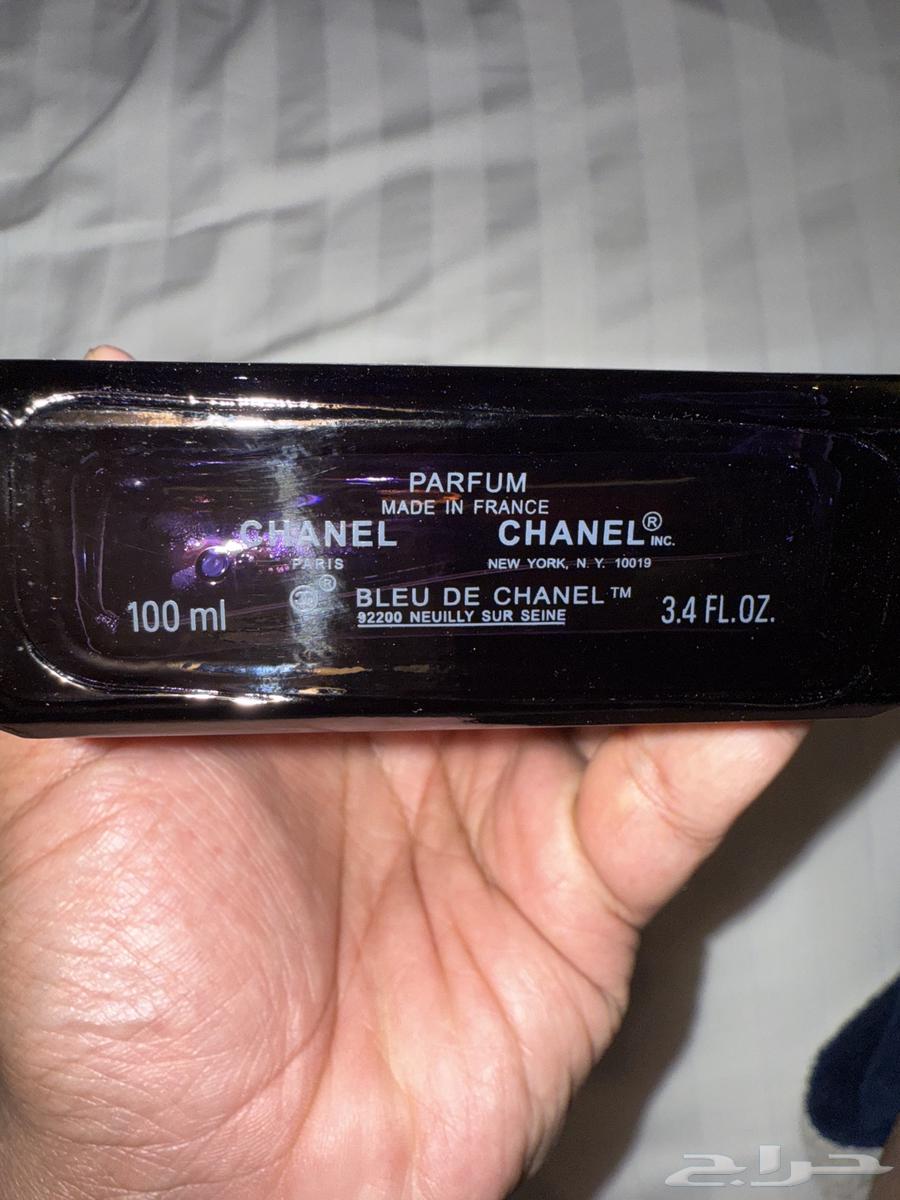 PARFUM
MADE IN FRANCE
CHANEL CHANEL® INC.
PARIS NEW YORK, N Y. 10019
® BLEU DE CHANEL™
100 ml 92200 NEUILLY SUR SEINE 3.4 FL.OZ.
حراج